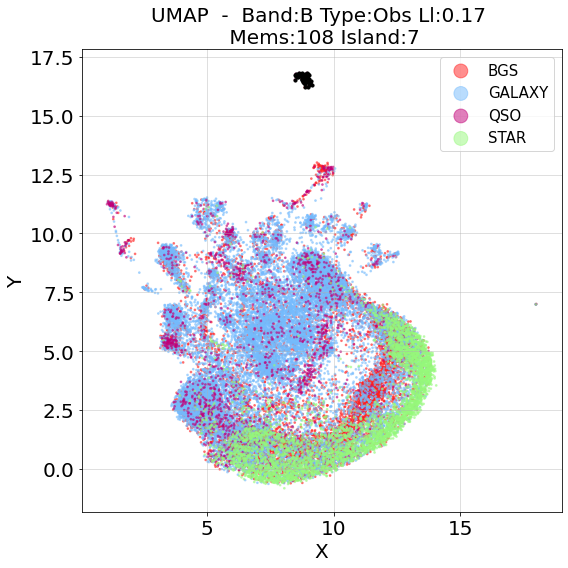 UMAP  -  Band:B Type:Obs Ll:0.17
Mems:108 Island:7
17.5
15.0
12.5
10.0
7.5
5.0
2.5
0.0
Y
BGS
GALAXY
QSO
STAR
5
10
15
X